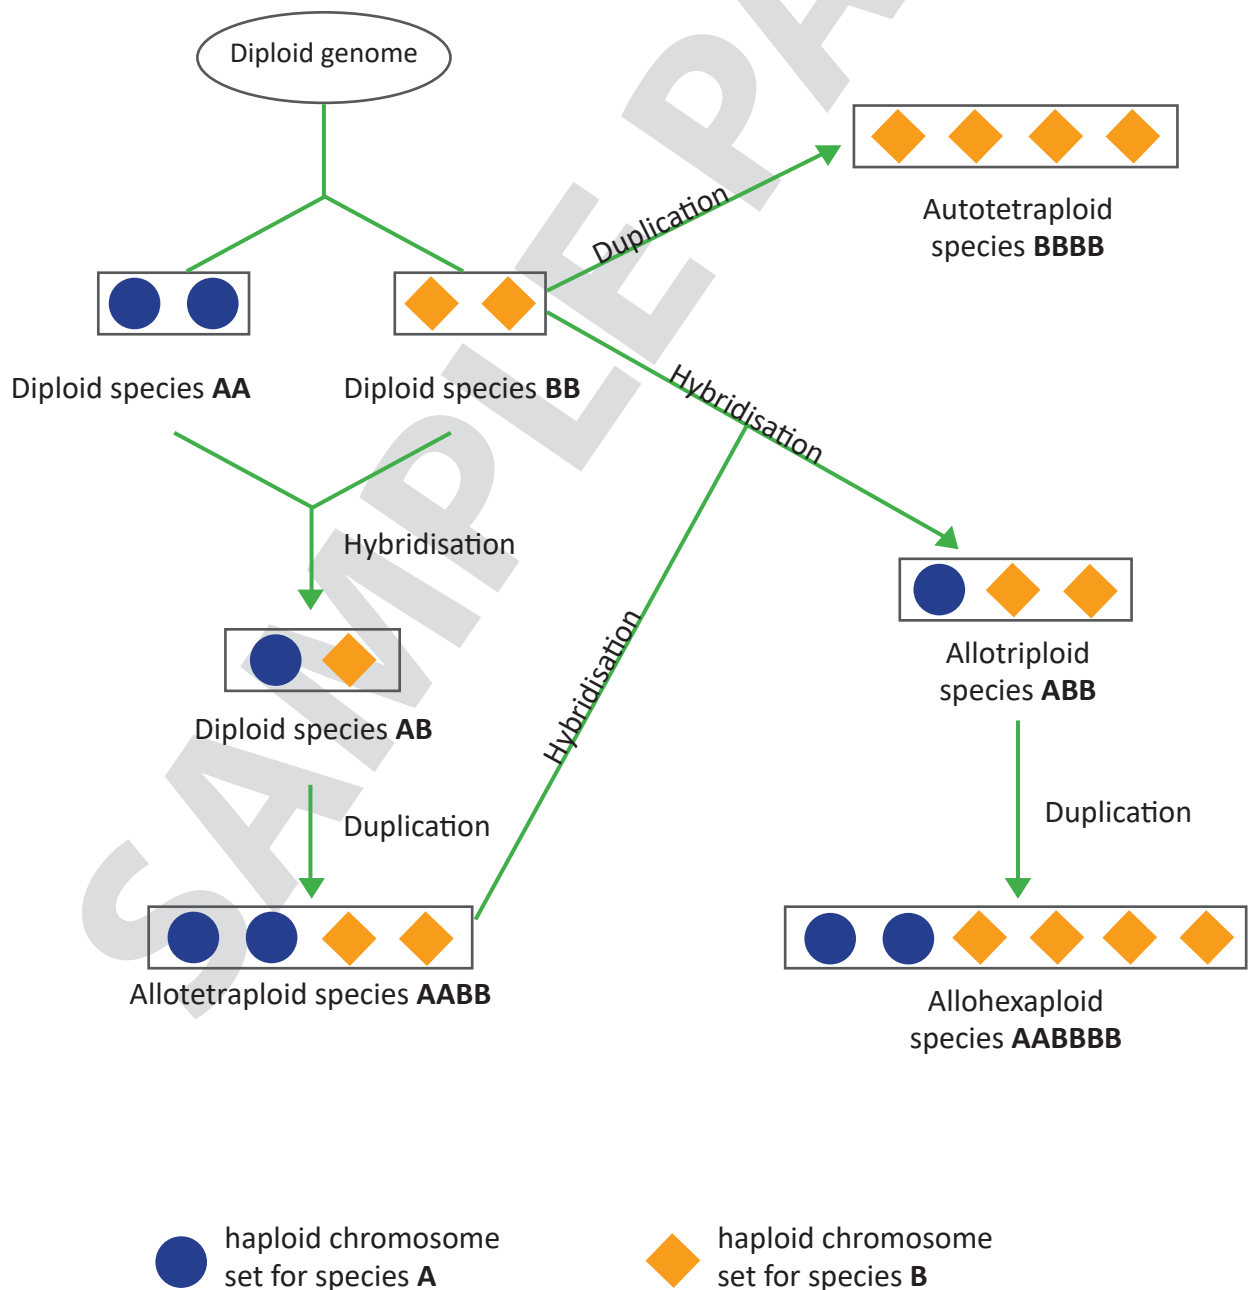 Diploid genome
Duplication
Autotetraploid
species BBBB
Diploid species AA
Diploid species BB
Hybridisation
Hybridisation
Allotriploid
species ABB
Hybridisation
Diploid species AB
Duplication
Duplication
Allotetraploid species AABB
Allohexaploid
species AABBBB
haploid chromosome
set for species A
haploid chromosome
set for species B
SAMPLE PA